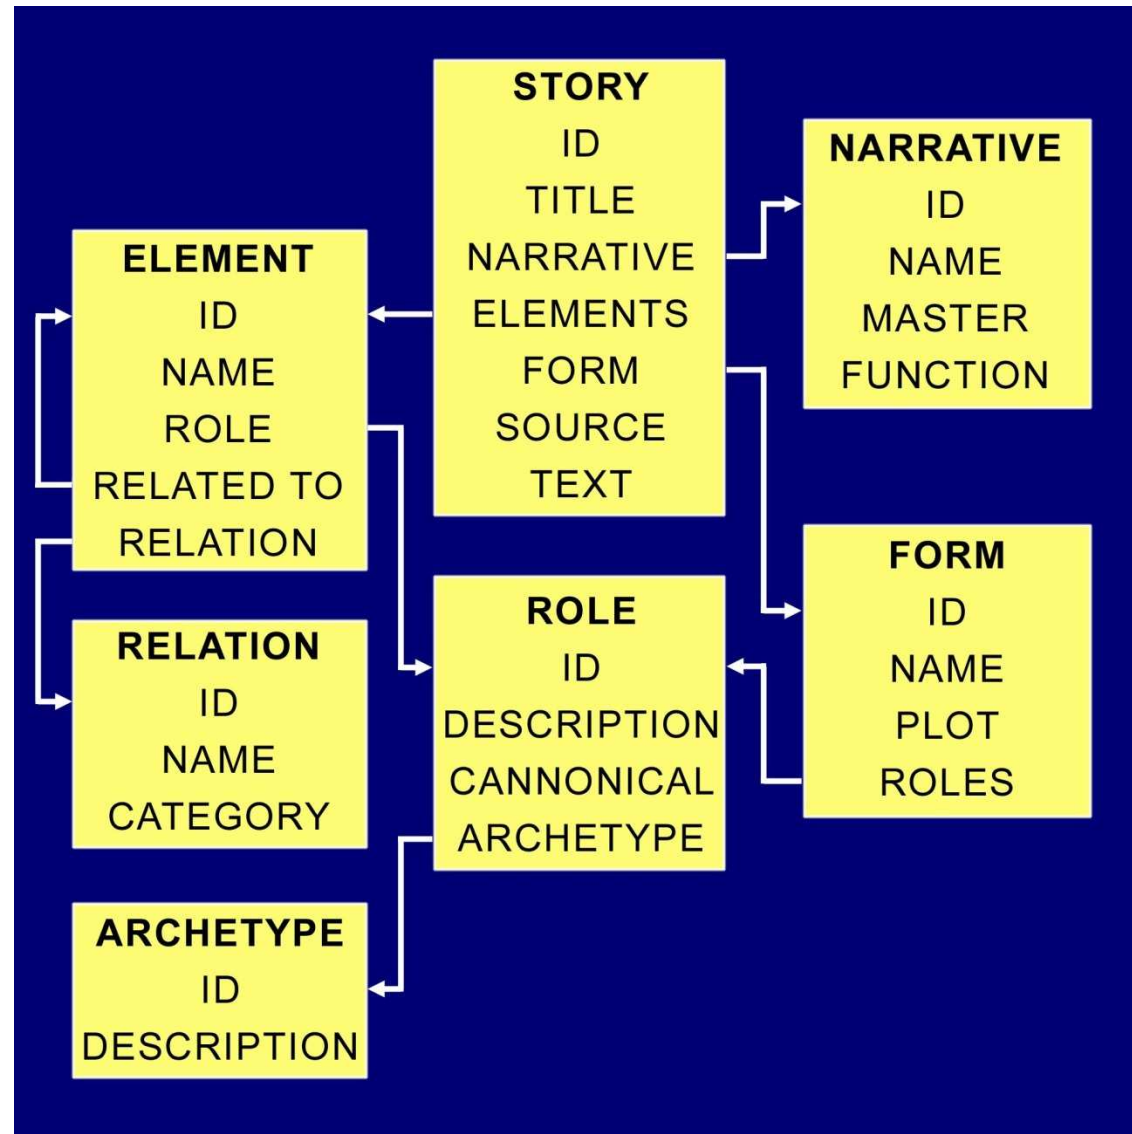 STORY
ID
TITLE
NARRATIVE
ELEMENTS
FORM
SOURCE
TEXT
NARRATIVE
ID
NAME
MASTER
FUNCTION
ELEMENT
ID
NAME
ROLE
RELATED TO
RELATION
FORM
ID
NAME
PLOT
ROLES
ROLE
ID
DESCRIPTION
CANNONICAL
ARCHETYPE
RELATION
ID
NAME
CATEGORY
ARCHETYPE
ID
DESCRIPTION